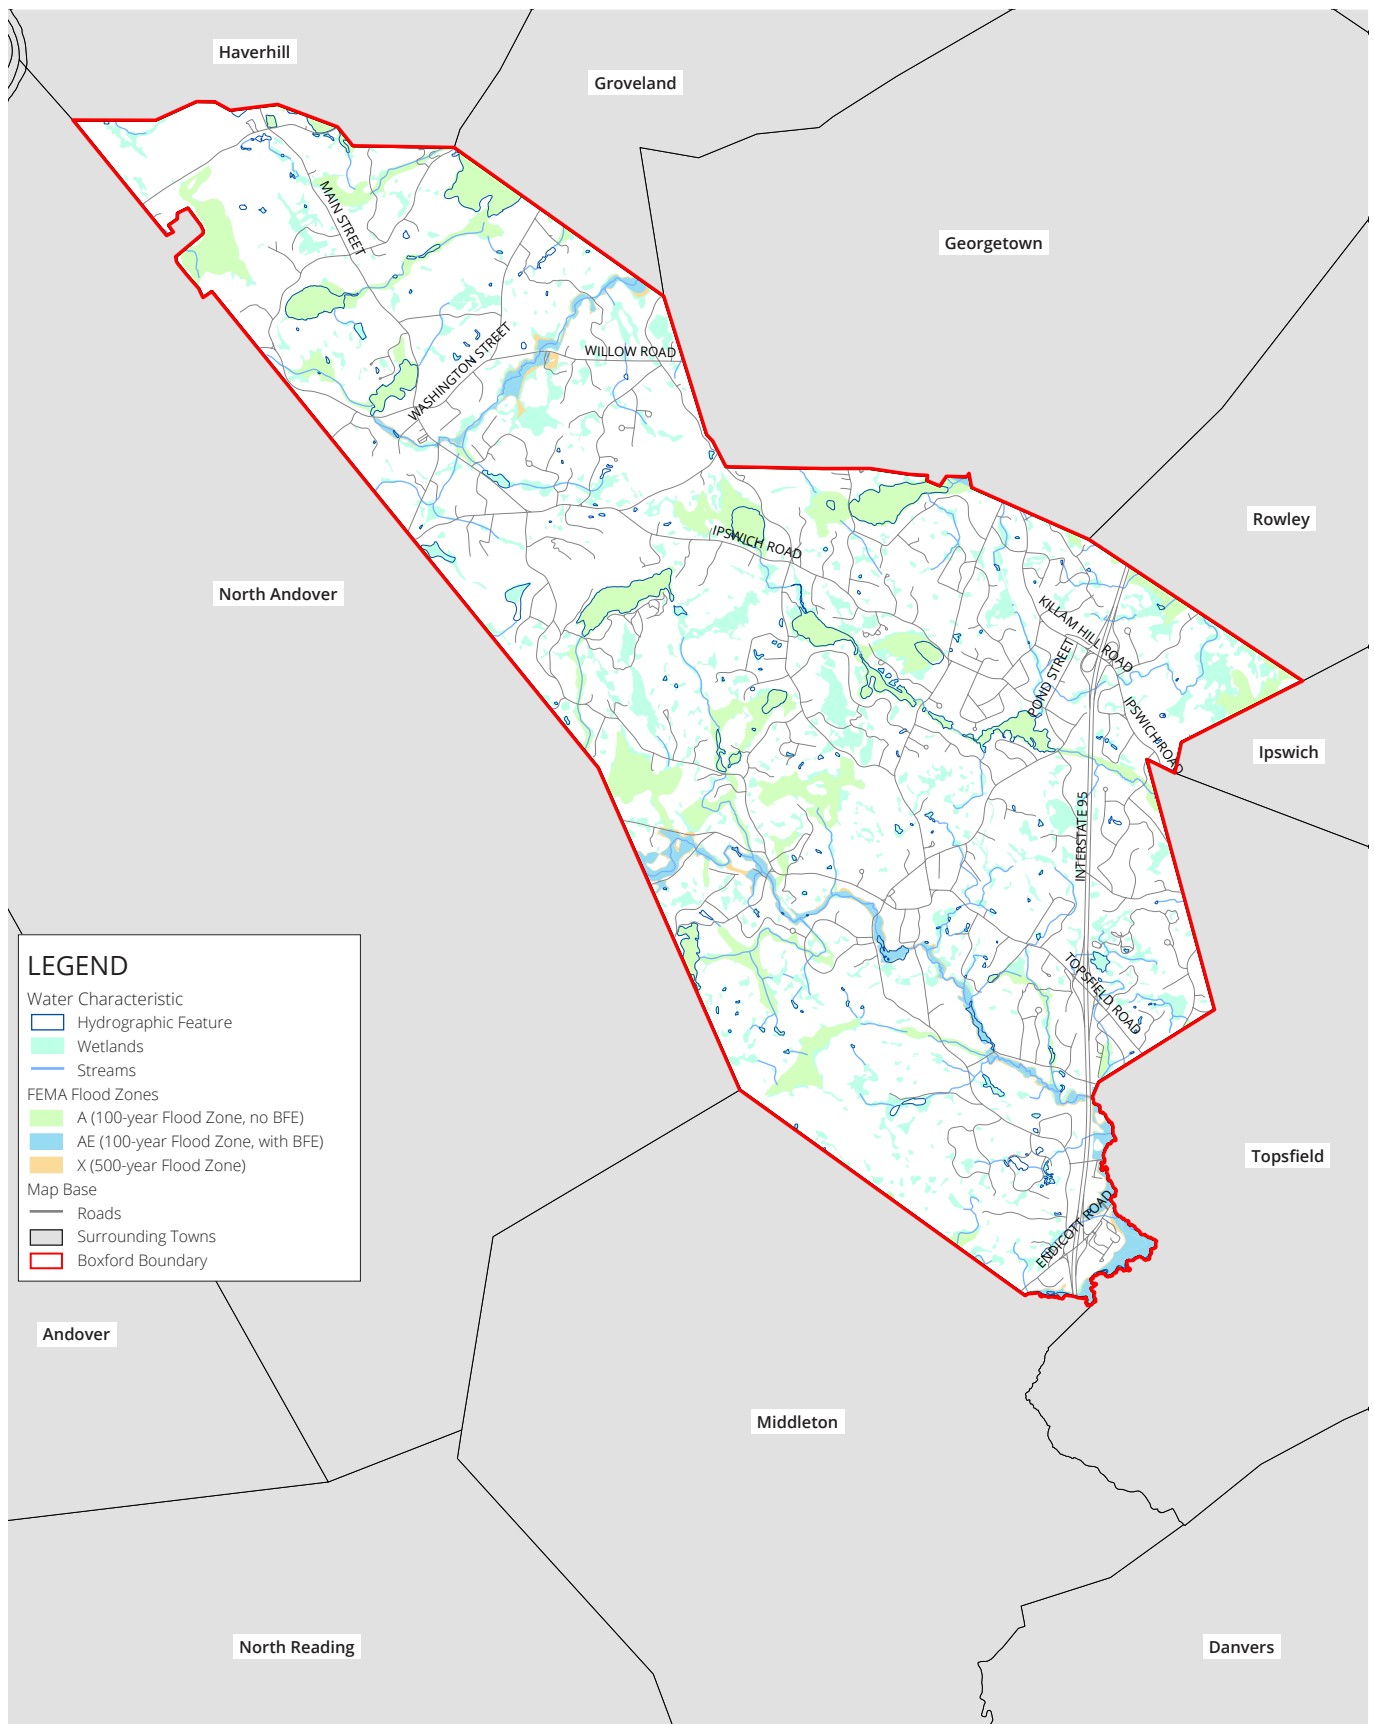 Haverhill
Groveland
Georgetown
MAIN STREET
WASHINGTON STREET
WILLOW ROAD
Rowley
IPSWICH ROAD
North Andover
KILLAM HILL ROAD
POND STREET
IPSWICH ROAD
Ipswich
INTERSTATE 95
TOPSFIELD ROAD
Topsfield
ENDICOTT ROAD
LEGEND
Water Characteristic
Hydrographic Feature
Wetlands
Streams
FEMA Flood Zones
A (100-year Flood Zone, no BFE)
AE (100-year Flood Zone, with BFE)
X (500-year Flood Zone)
Map Base
Roads
Surrounding Towns
Boxford Boundary
Andover
Middleton
North Reading
Danvers